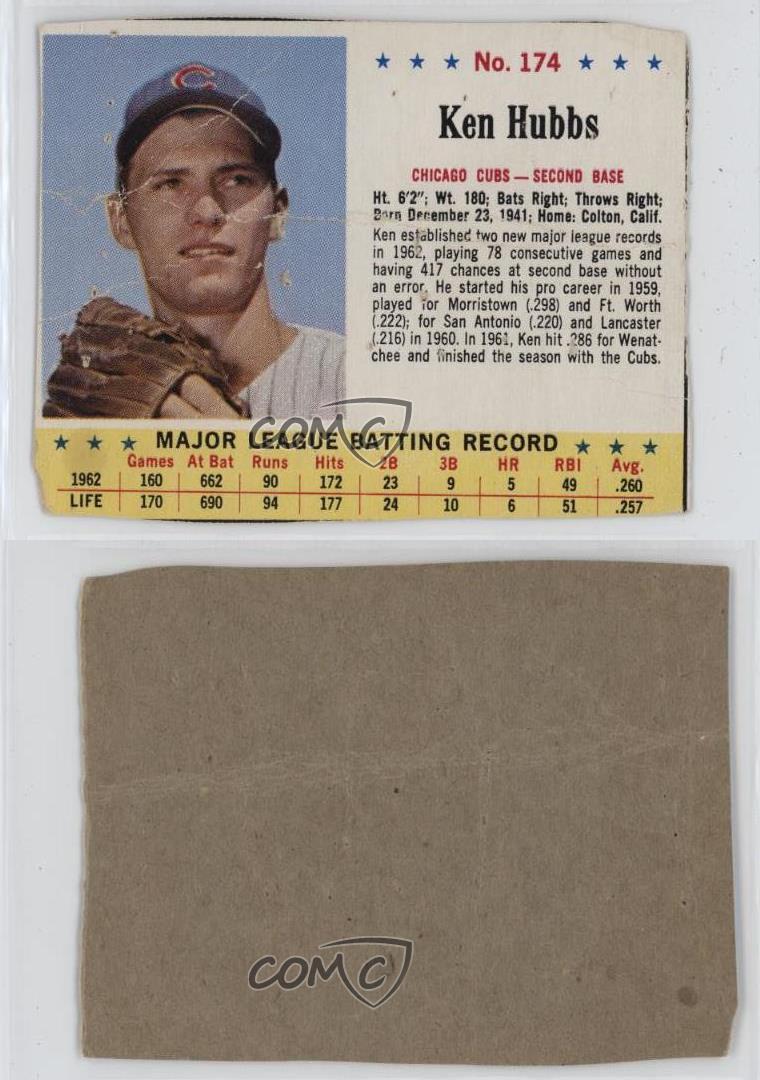 C
★ ★ ★ No. 174 ★ ★ ★
Ken Hubbs
CHICAGO CUBS — SECOND BASE
Ht. 6'2"; Wt. 180; Bats Right; Throws Right;
Born December 23, 1941; Home: Colton, Calif.
Ken established two new major league records
in 1962, playing 78 consecutive games and
having 417 chances at second base without
an error. He started his pro career in 1959,
played for Morristown (.298) and Ft. Worth
(.222); for San Antonio (.220) and Lancaster
(.216) in 1960. In 1961, Ken hit .286 for Wenat-
chee and finished the season with the Cubs.
COMC
★ ★ ★ MAJOR LEAGUE BATTING RECORD ★ ★ ★
Games At Bat Runs Hits 2B 3B HR RBI Avg.
1962 160 662 90 172 23 9 5 49 .260
LIFE 170 690 94 177 24 10 6 51 .257
COMC